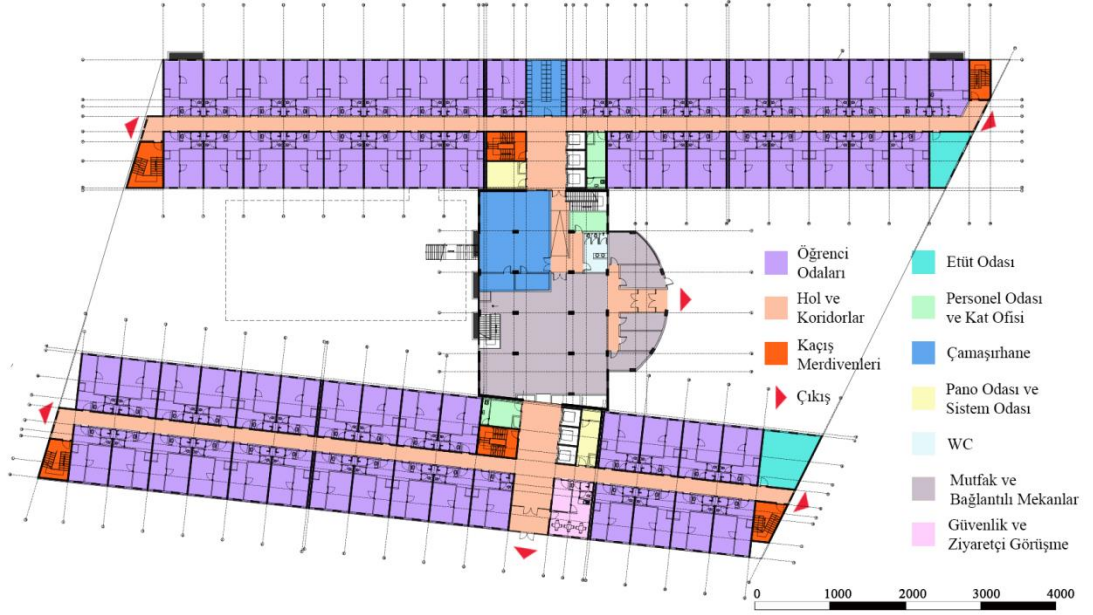 Öğrenci
Odaları
Hol ve
Koridorlar
Kaçış
Merdivenleri
Çıkış
Etüt Odası
Personel Odası
ve Kat Ofisi
Çamaşırhane
Pano Odası ve
Sistem Odası
WC
Mutfak ve
Bağlantılı Mekanlar
Güvenlik ve
Ziyaretçi Görüşme
0 1000 2000 3000 4000